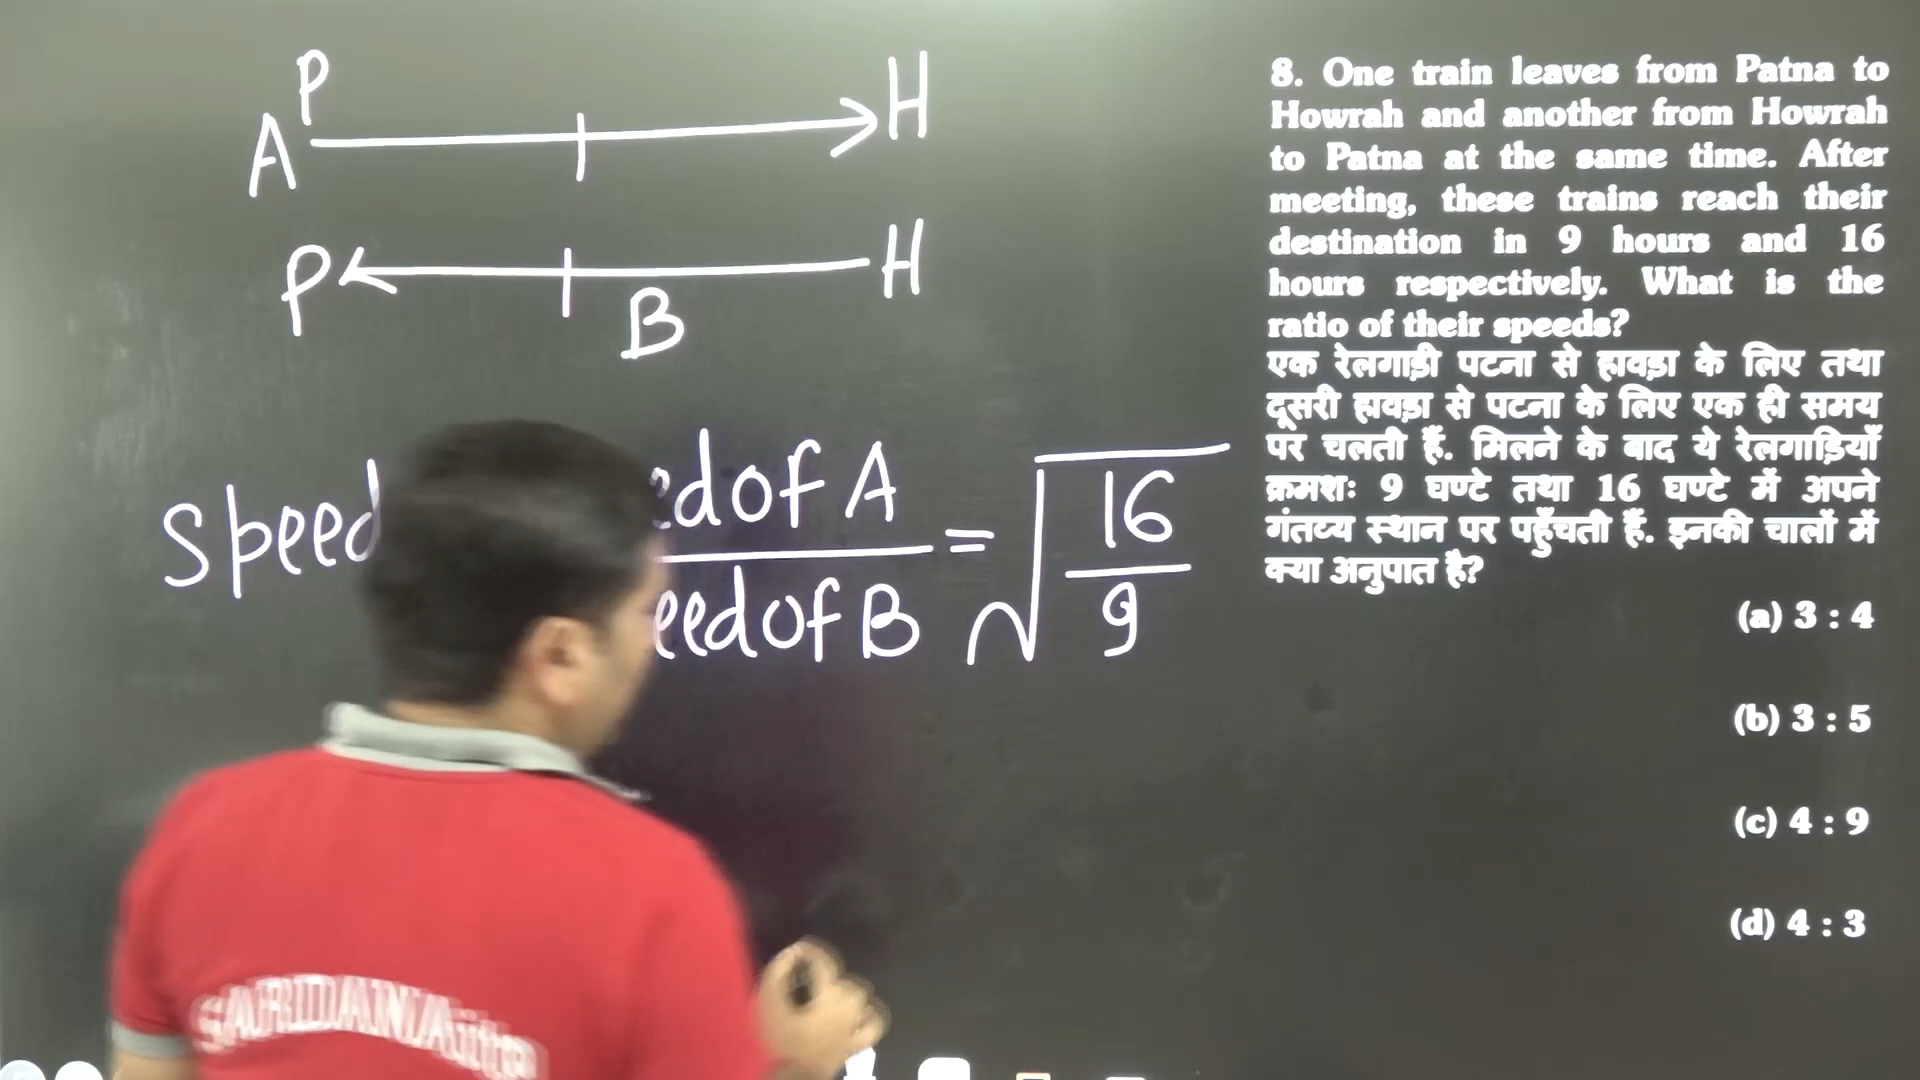 P
A
H
P
H
B
Speed
edof A
eedof B
=
√16/9
8. One train leaves from Patna to
Howrah and another from Howrah
to Patna at the same time. After
meeting, these trains reach their
destination in 9 hours and 16
hours respectively. What is the
ratio of their speeds?
एक रेलगाड़ी पटना से हावड़ा के लिए तथा
दूसरी हावड़ा से पटना के लिए एक ही समय
पर चलती हैं. मिलने के बाद ये रेलगाड़ियाँ
क्रमशः 9 घण्टे तथा 16 घण्टे में अपने
गंतव्य स्थान पर पहुँचती हैं. इनकी चालों में
क्या अनुपात है?
(a) 3 : 4
(b) 3 : 5
(c) 4 : 9
(d) 4 : 3